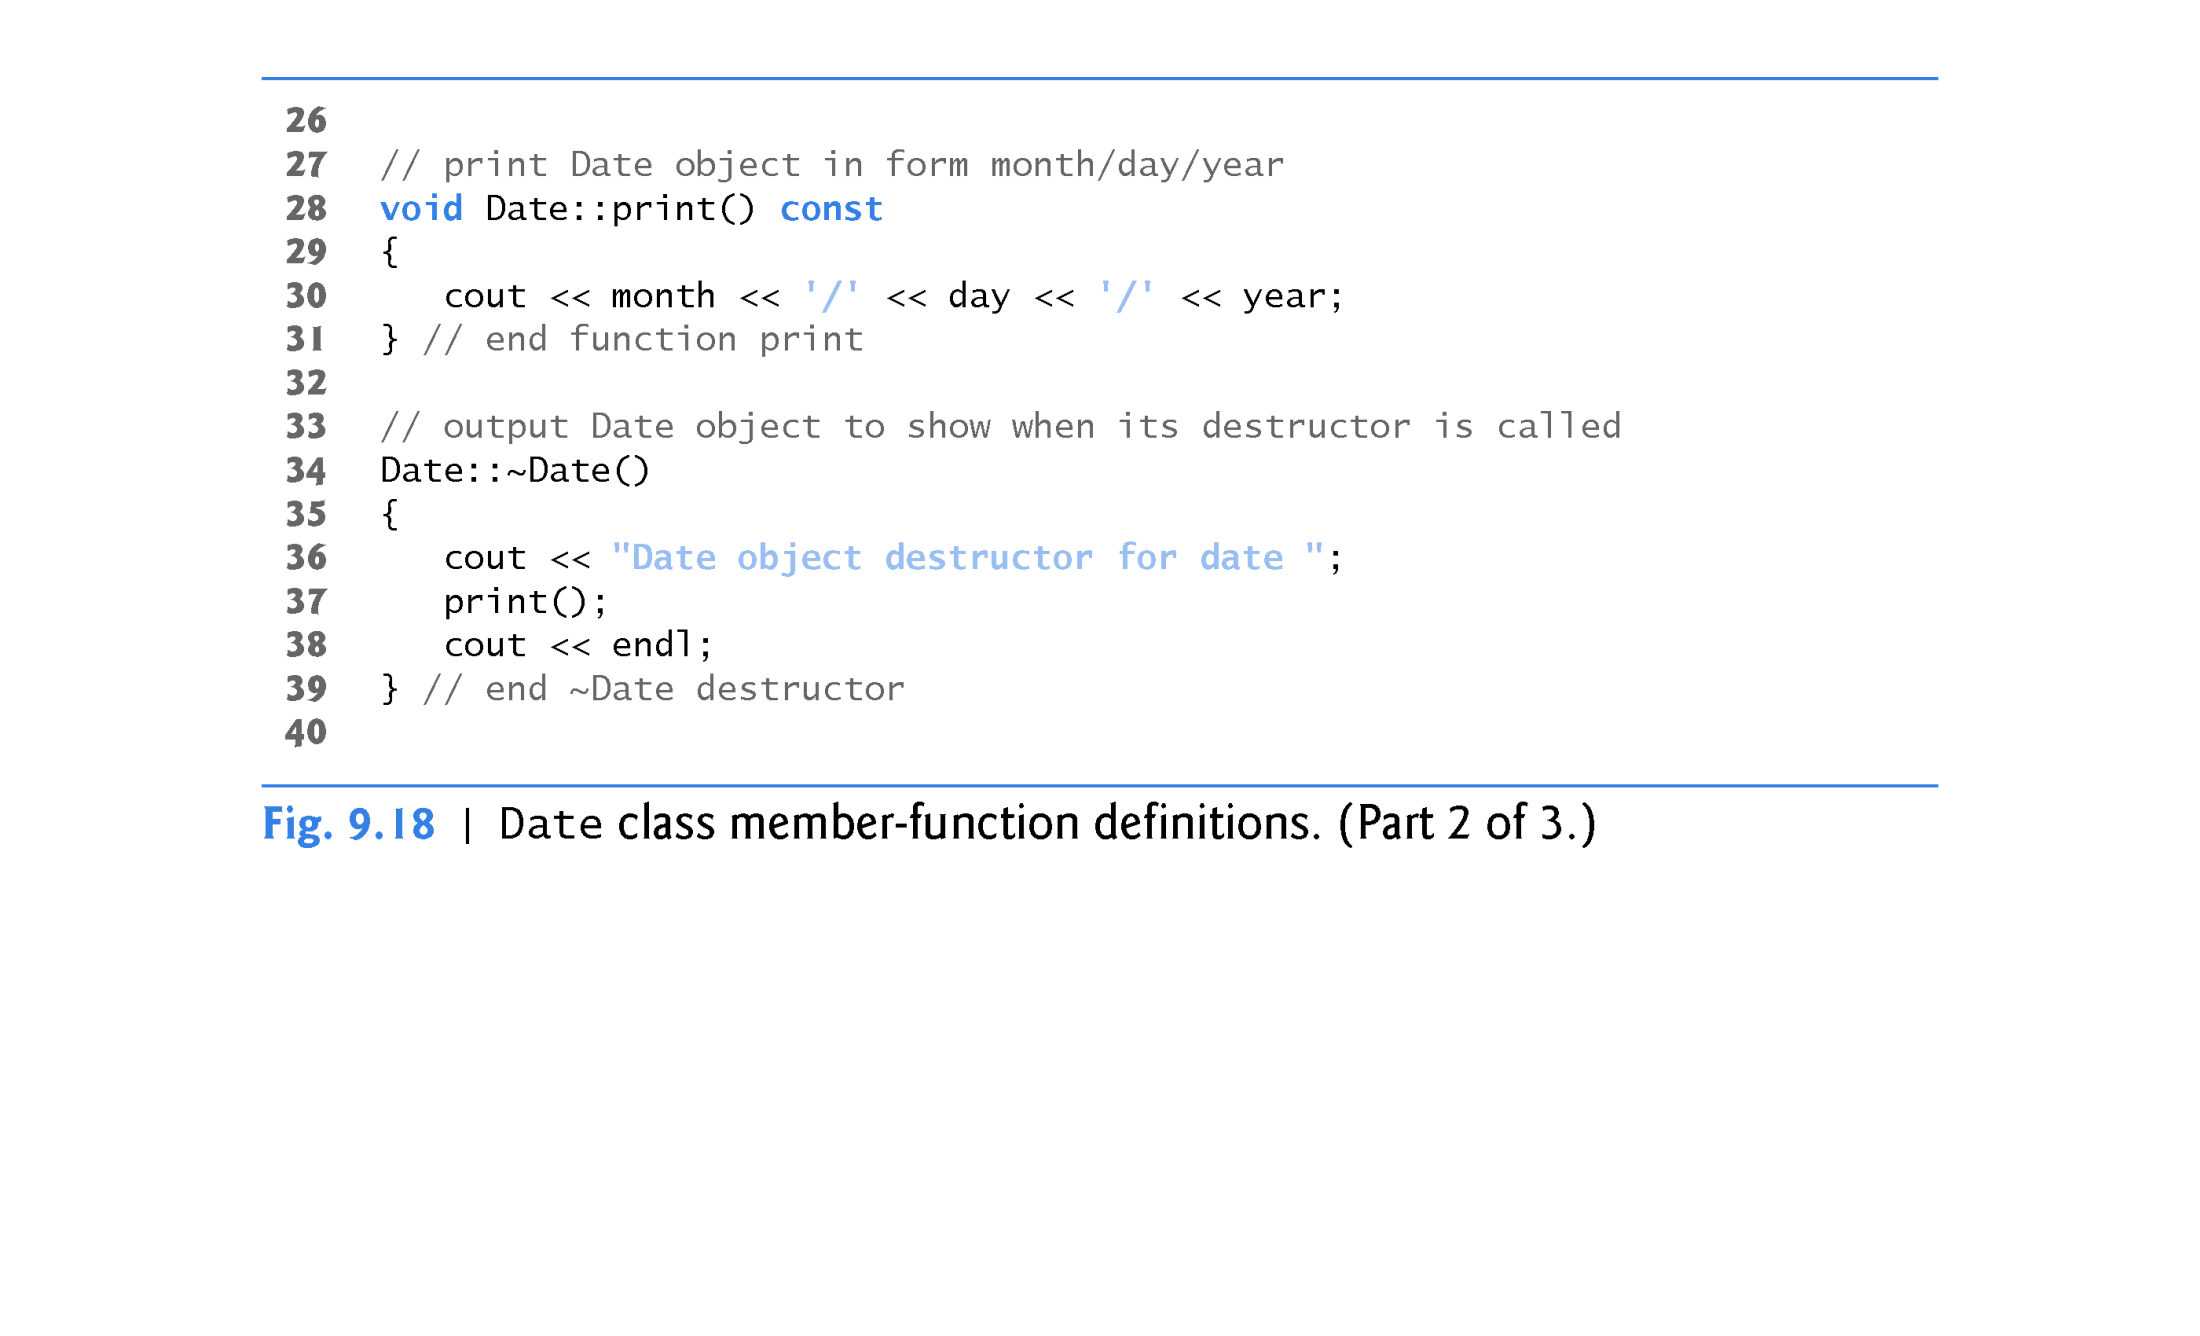 26
27 // print Date object in form month/day/year
28 void Date::print() const
29 {
30    cout << month << '/' << day << '/' << year;
31 } // end function print
32
33 // output Date object to show when its destructor is called
34 Date::~Date()
35 {
36    cout << "Date object destructor for date ";
37    print();
38    cout << endl;
39 } // end ~Date destructor
40
Fig. 9.18 | Date class member-function definitions. (Part 2 of 3.)